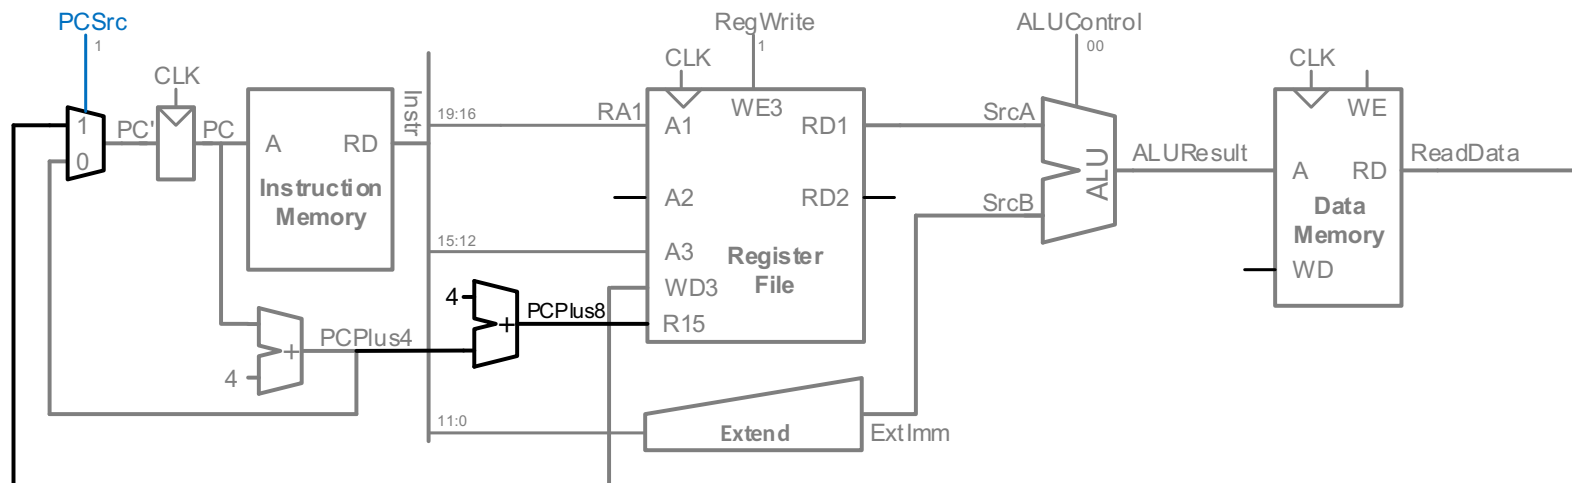 PCSrc
1
RegWrite
1
ALUControl
00
CLK
CLK
CLK
1
0
PC'
PC
A
RD
Instruction
Memory
Instr
19:16
RA1
A1
WE3
RD1
SrcA
A2
RD2
SrcB
15:12
A3
Register
File
WD3
R15
ALU
ALUResult
WE
A
RD
ReadData
Data
Memory
WD
4
+
PCPlus8
PCPlus4
4
+
11:0
Extend
ExtImm